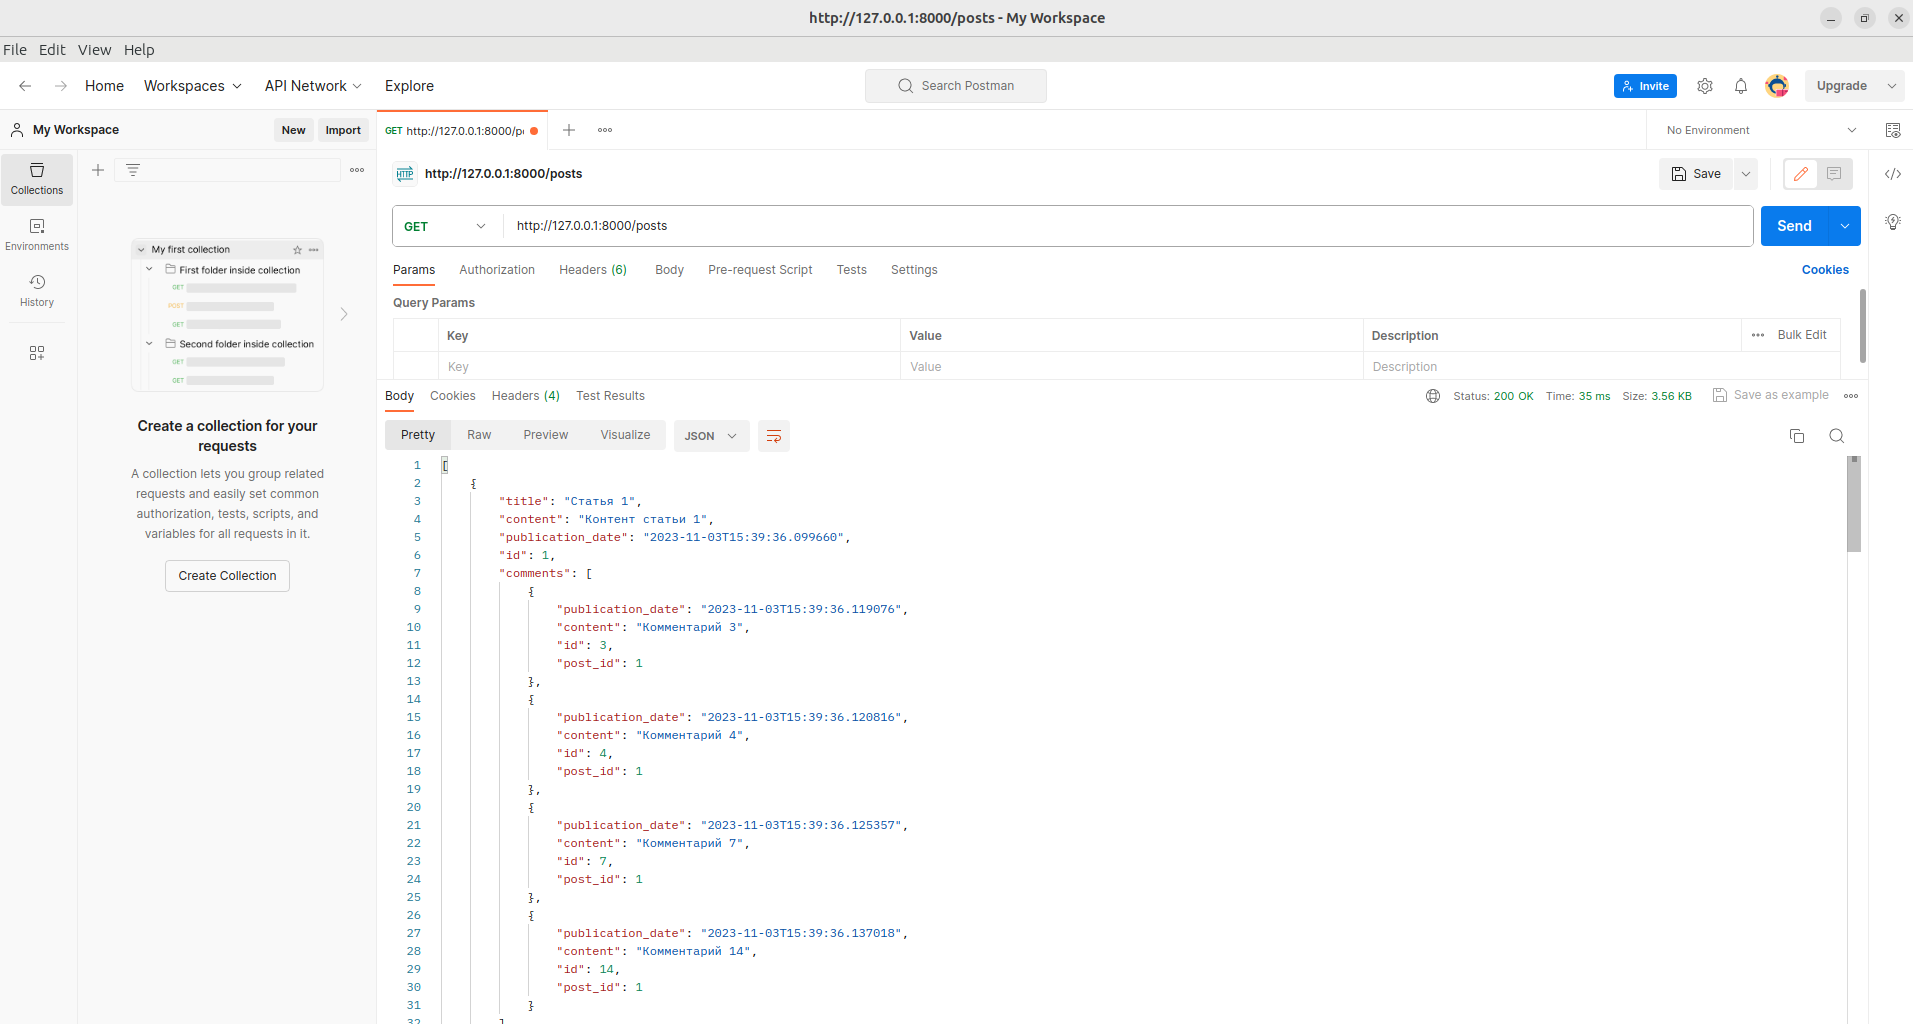 http://127.0.0.1:8000/posts - My Workspace
File Edit View Help
Home Workspaces API Network Explore
Search Postman
Invite
Upgrade
My Workspace
New Import
GET http://127.0.0.1:8000/p
No Environment
Collections
Environments
History
My first collection
First folder inside collection
GET
POST
GET
Second folder inside collection
GET
GET
Create a collection for your
requests
A collection lets you group related
requests and easily set common
authorization, tests, scripts, and
variables for all requests in it.
Create Collection
HTTP http://127.0.0.1:8000/posts
Save
GET http://127.0.0.1:8000/posts
Send
Params Authorization Headers (6) Body Pre-request Script Tests Settings
Cookies
Query Params
Key Value Description Bulk Edit
Key Value Description
Body Cookies Headers (4) Test Results
Status: 200 OK Time: 35 ms Size: 3.56 KB Save as example
Pretty Raw Preview Visualize JSON
1 [
2 {
3 "title": "Статья 1",
4 "content": "Контент статьи 1",
5 "publication_date": "2023-11-03T15:39:36.099660",
6 "id": 1,
7 "comments": [
8 {
9 "publication_date": "2023-11-03T15:39:36.119076",
10 "content": "Комментарий 3",
11 "id": 3,
12 "post_id": 1
13 },
14 {
15 "publication_date": "2023-11-03T15:39:36.120816",
16 "content": "Комментарий 4",
17 "id": 4,
18 "post_id": 1
19 },
20 {
21 "publication_date": "2023-11-03T15:39:36.125357",
22 "content": "Комментарий 7",
23 "id": 7,
24 "post_id": 1
25 },
26 {
27 "publication_date": "2023-11-03T15:39:36.137018",
28 "content": "Комментарий 14",
29 "id": 14,
30 "post_id": 1
31 }
32 ]